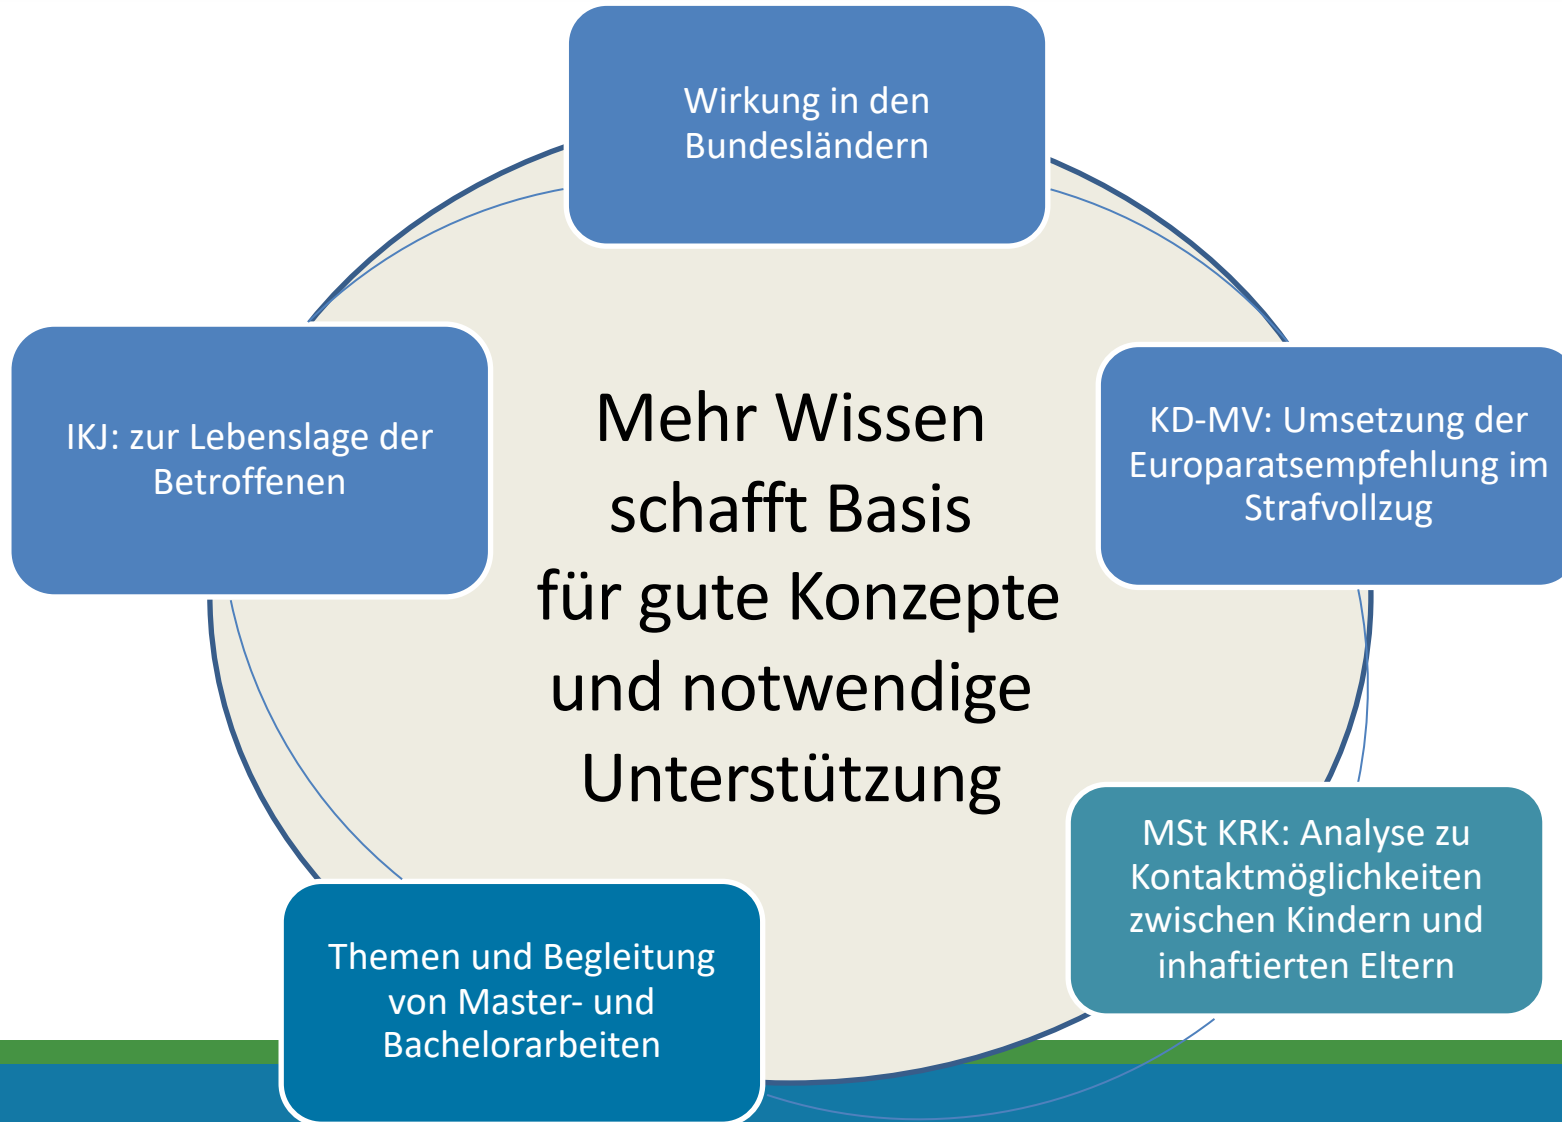 Wirkung in den
Bundesländern
IKJ: zur Lebenslage der
Betroffenen
Mehr Wissen
schafft Basis
für gute Konzepte
und notwendige
Unterstützung
KD-MV: Umsetzung der
Europaratsempfehlung im
Strafvollzug
MSt KRK: Analyse zu
Kontaktmöglichkeiten
zwischen Kindern und
inhaftierten Eltern
Themen und Begleitung
von Master- und
Bachelorarbeiten